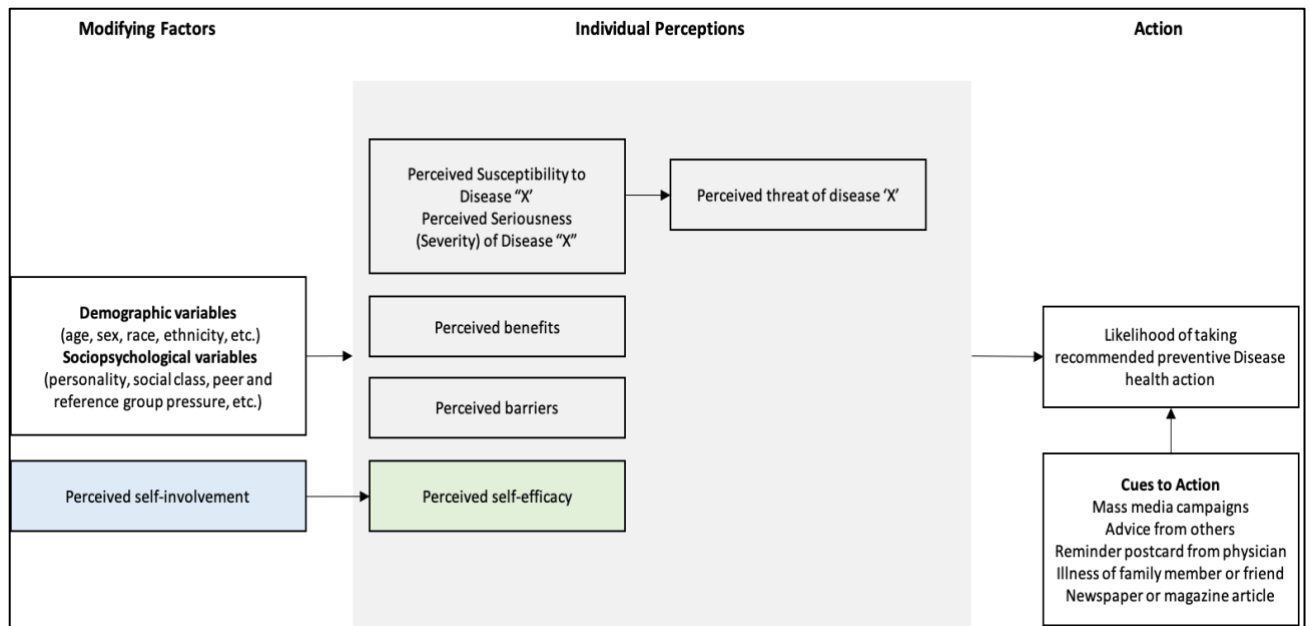 Modifying Factors
Individual Perceptions
Action
Perceived Susceptibility to
Disease “X’
Perceived Seriousness
(Severity) of Disease “X”
Perceived threat of disease ‘X’
Demographic variables
(age, sex, race, ethnicity, etc.)
Sociopsychological variables
(personality, social class, peer and
reference group pressure, etc.)
Perceived benefits
Perceived barriers
Perceived self-involvement
Perceived self-efficacy
Likelihood of taking
recommended preventive Disease
health action
Cues to Action
Mass media campaigns
Advice from others
Reminder postcard from physician
Illness of family member or friend
Newspaper or magazine article